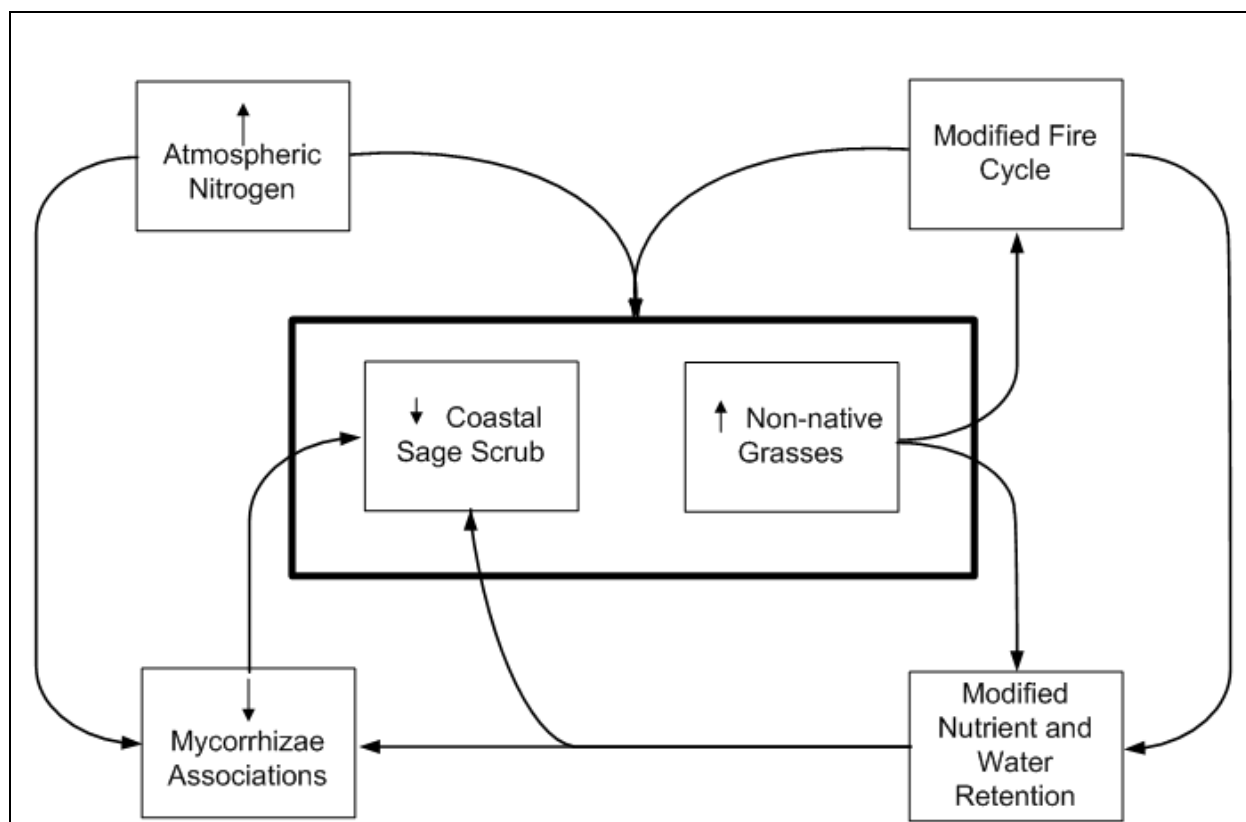 ↑
Atmospheric
Nitrogen
Modified Fire
Cycle
↓ Coastal
Sage Scrub
↑ Non-native
Grasses
↓
Mycorrhizae
Associations
Modified
Nutrient and
Water
Retention